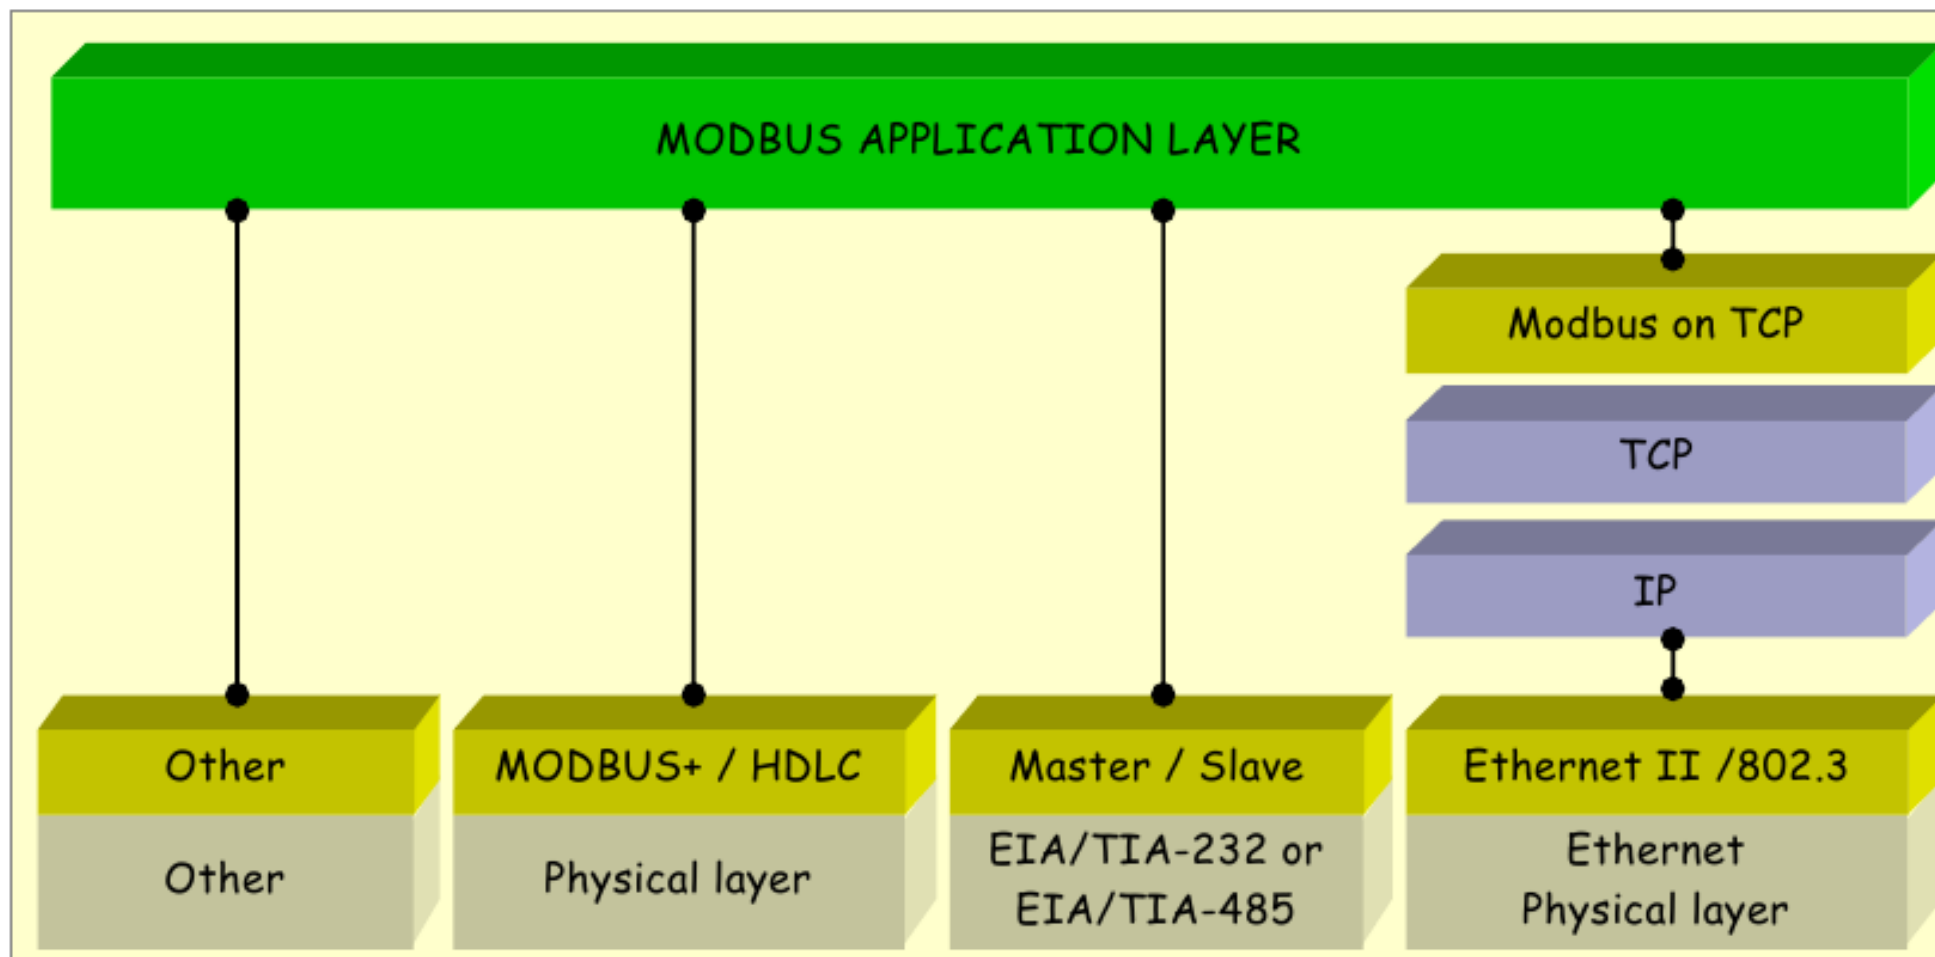 MODBUS APPLICATION LAYER
Modbus on TCP
TCP
IP
Other
MODBUS+ / HDLC
Master / Slave
Ethernet II /802.3
Other
Physical layer
EIA/TIA-232 or
EIA/TIA-485
Ethernet
Physical layer